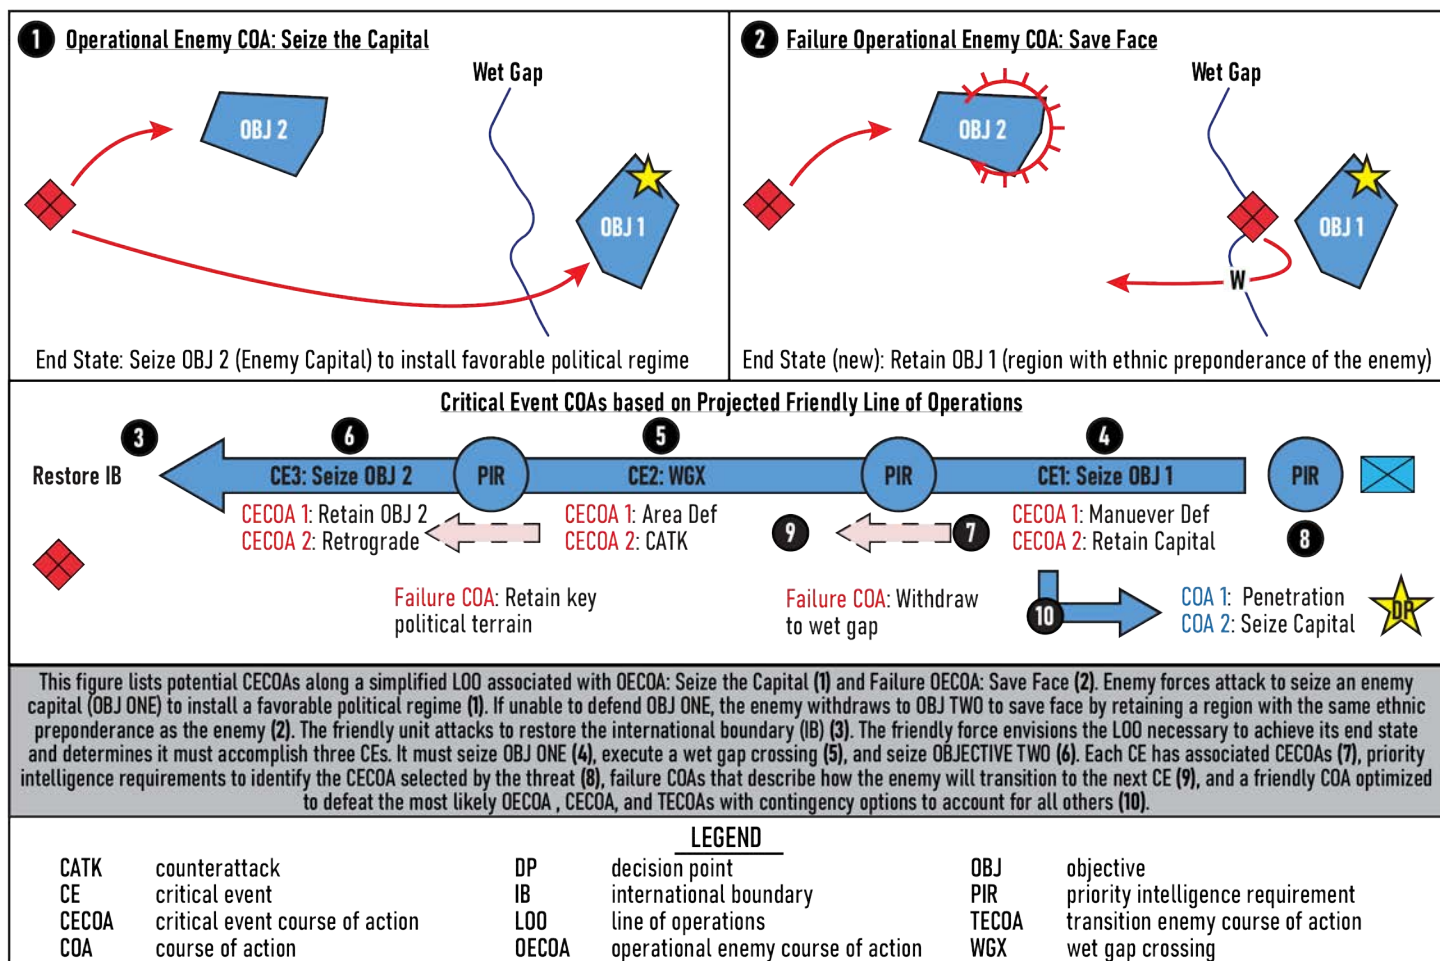 1 Operational Enemy COA: Seize the Capital
Wet Gap
OBJ 2
OBJ 1
End State: Seize OBJ 2 (Enemy Capital) to install favorable political regime
2 Failure Operational Enemy COA: Save Face
Wet Gap
OBJ 2
OBJ 1
W
End State (new): Retain OBJ 1 (region with ethnic preponderance of the enemy)
Critical Event COAs based on Projected Friendly Line of Operations
3 6 5 4
Restore IB CE3: Seize OBJ 2 PIR CE2: WGX PIR CE1: Seize OBJ 1 PIR
CECOA 1: Retain OBJ 2 CECOA 1: Area Def CECOA 1: Manuever Def
CECOA 2: Retrograde CECOA 2: CATK 9 7 CECOA 2: Retain Capital 8
Failure COA: Retain key Failure COA: Withdraw 10 COA 1: Penetration DP
political terrain to wet gap COA 2: Seize Capital
This figure lists potential CECOAs along a simplified LOO associated with OECOA: Seize the Capital (1) and Failure OECOA: Save Face (2). Enemy forces attack to seize an enemy
capital (OBJ ONE) to install a favorable political regime (1). If unable to defend OBJ ONE, the enemy withdraws to OBJ TWO to save face by retaining a region with the same ethnic
preponderance as the enemy (2). The friendly unit attacks to restore the international boundary (IB) (3). The friendly force envisions the LOO necessary to achieve its end state
and determines it must accomplish three CEs. It must seize OBJ ONE (4), execute a wet gap crossing (5), and seize OBJECTIVE TWO (6). Each CE has associated CECOAs (7), priority
intelligence requirements to identify the CECOA selected by the threat (8), failure COAs that describe how the enemy will transition to the next CE (9), and a friendly COA optimized
to defeat the most likely OECOA , CECOA, and TECOAs with contingency options to account for all others (10).
LEGEND
CATK counterattack DP decision point OBJ objective
CE critical event IB international boundary PIR priority intelligence requirement
CECOA critical event course of action LOO line of operations TECOA transition enemy course of action
COA course of action OECOA operational enemy course of action WGX wet gap crossing